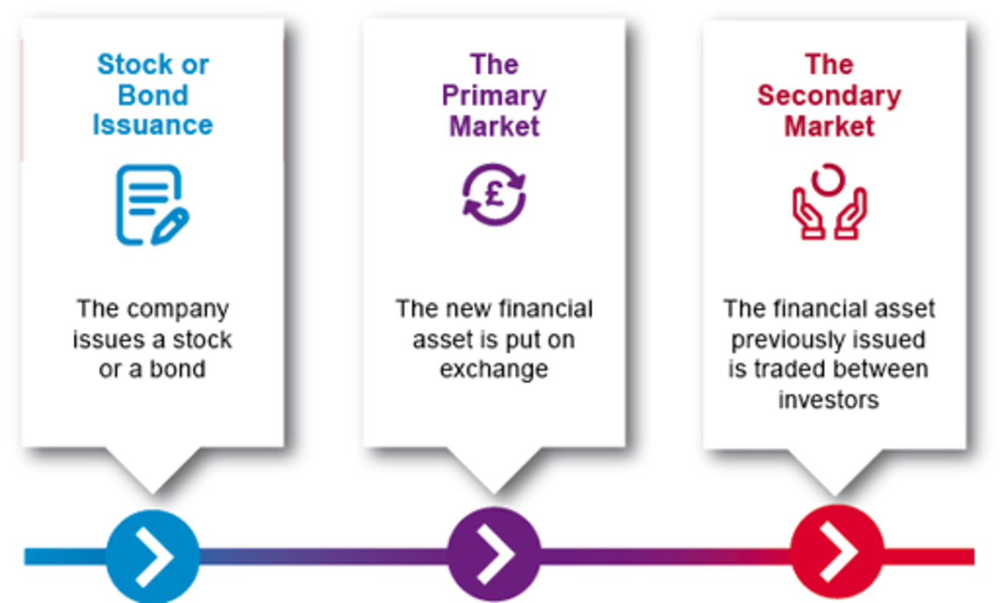 Stock or
Bond
Issuance
The company
issues a stock
or a bond
The
Primary
Market
£
The new financial
asset is put on
exchange
The
Secondary
Market
The financial asset
previously issued
is traded between
investors